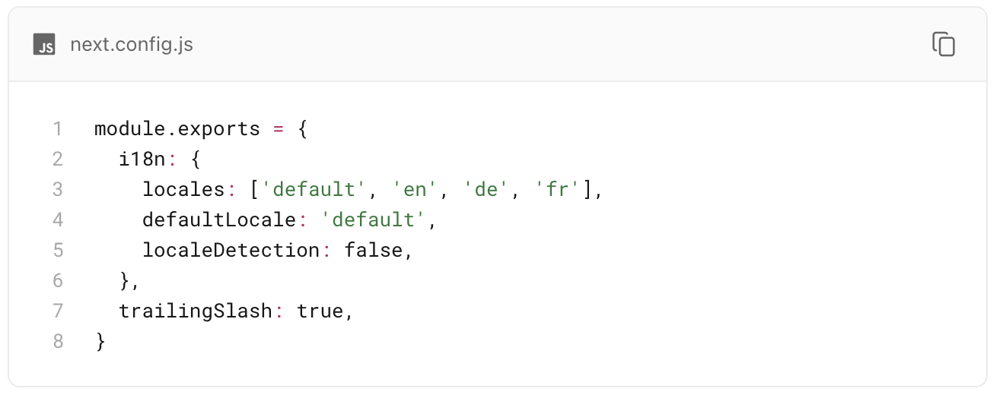 JS next.config.js
1 module.exports = {
2   i18n: {
3     locales: ['default', 'en', 'de', 'fr'],
4     defaultLocale: 'default',
5     localeDetection: false,
6   },
7   trailingSlash: true,
8 }